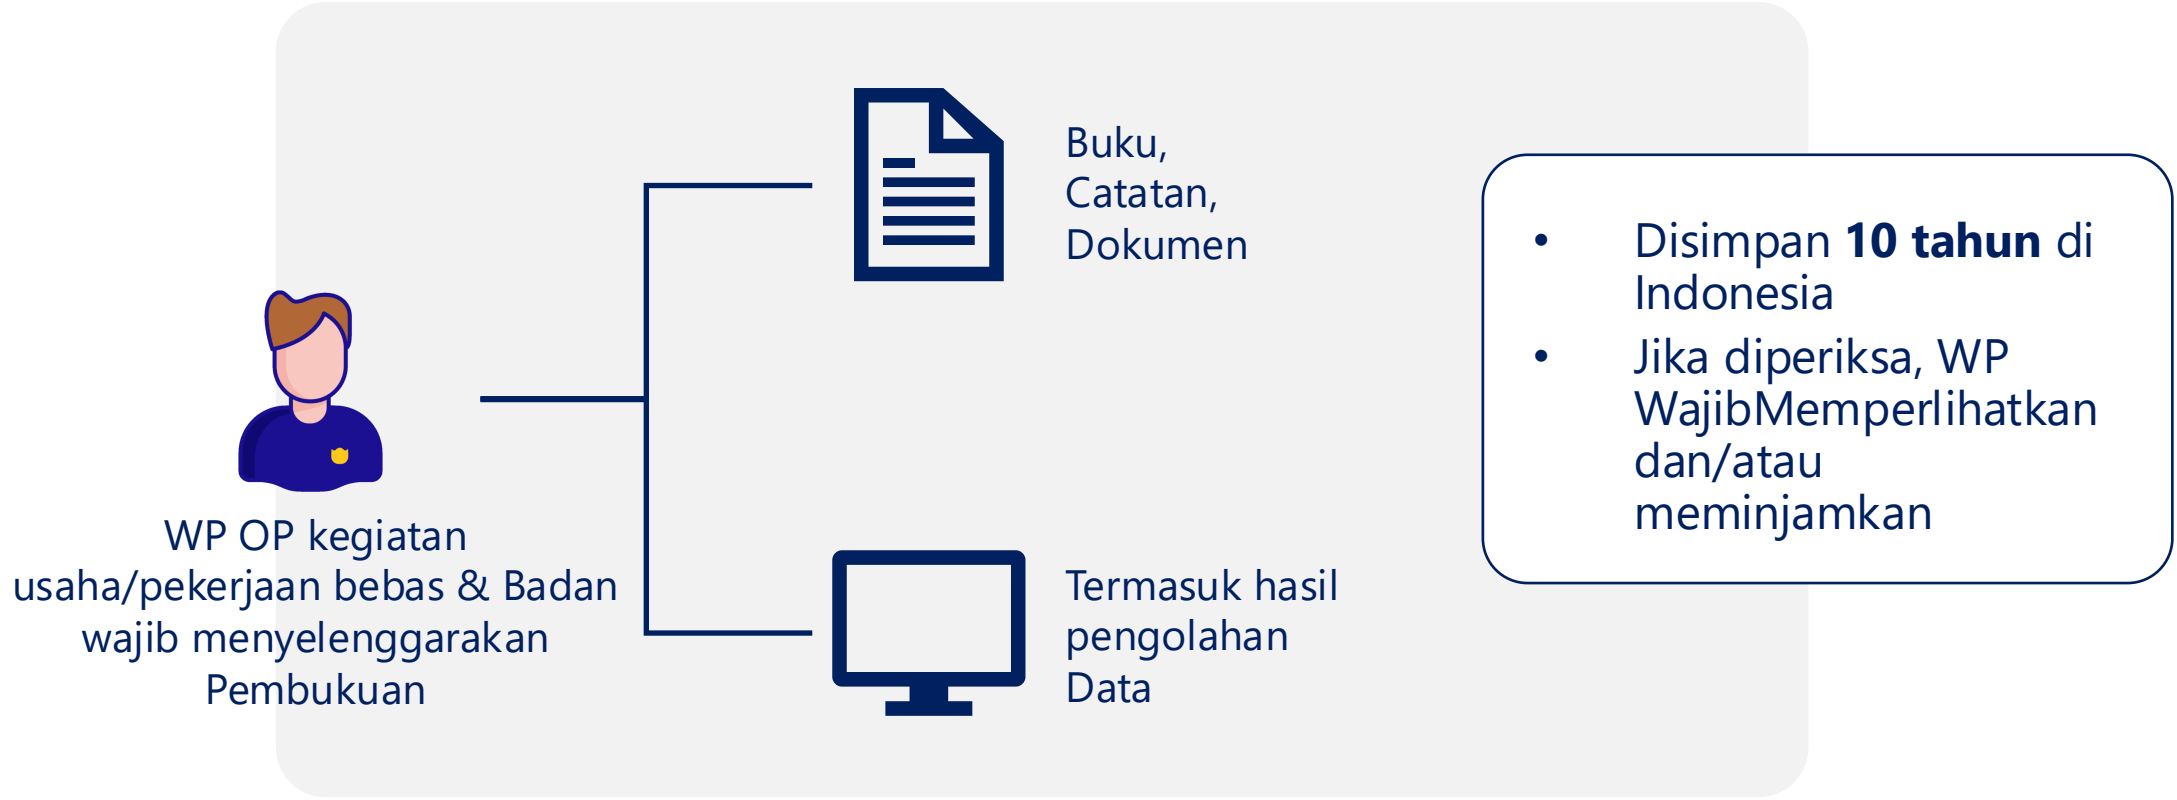 WP OP kegiatan
usaha/pekerjaan bebas & Badan
wajib menyelenggarakan
Pembukuan
Buku,
Catatan,
Dokumen
Termasuk hasil
pengolahan
Data
• Disimpan 10 tahun di
Indonesia
• Jika diperiksa, WP
WajibMemperlihatkan
dan/atau
meminjamkan